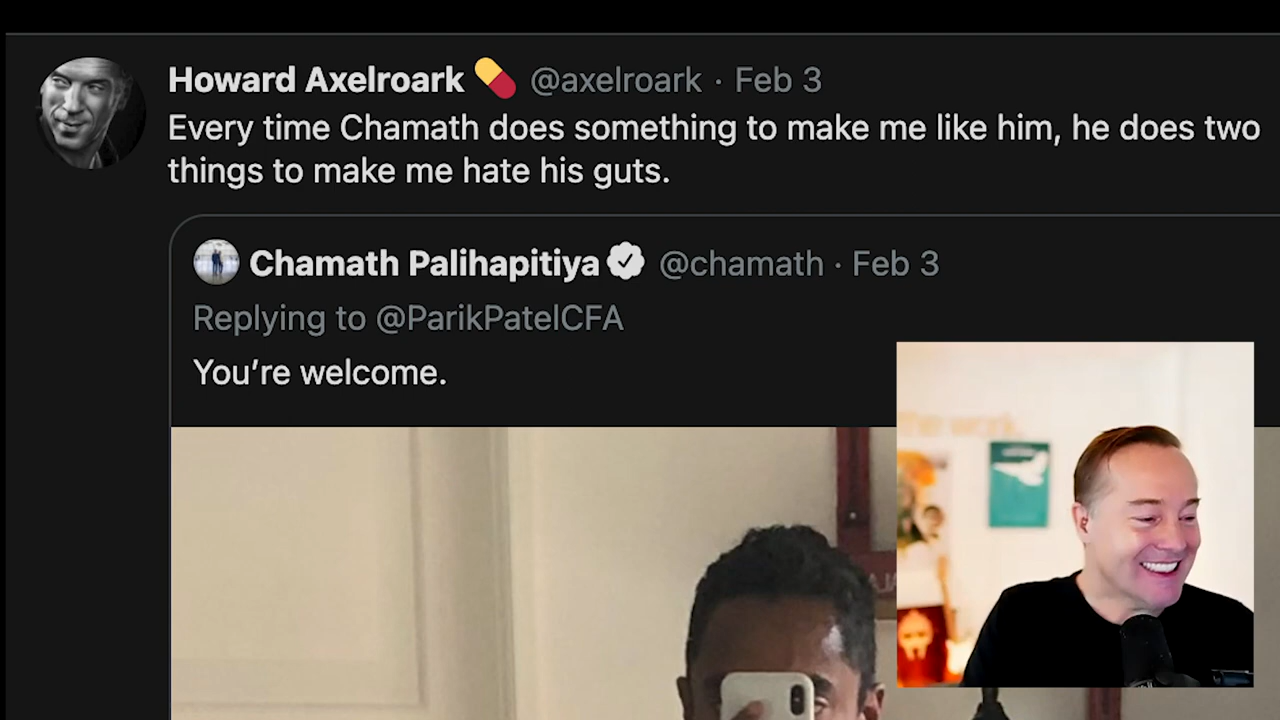 Howard Axelroark 💊 @axelroark · Feb 3
Every time Chamath does something to make me like him, he does two
things to make me hate his guts.
Chamath Palihapitiya @chamath · Feb 3
Replying to @ParikPatelCFA
You're welcome.